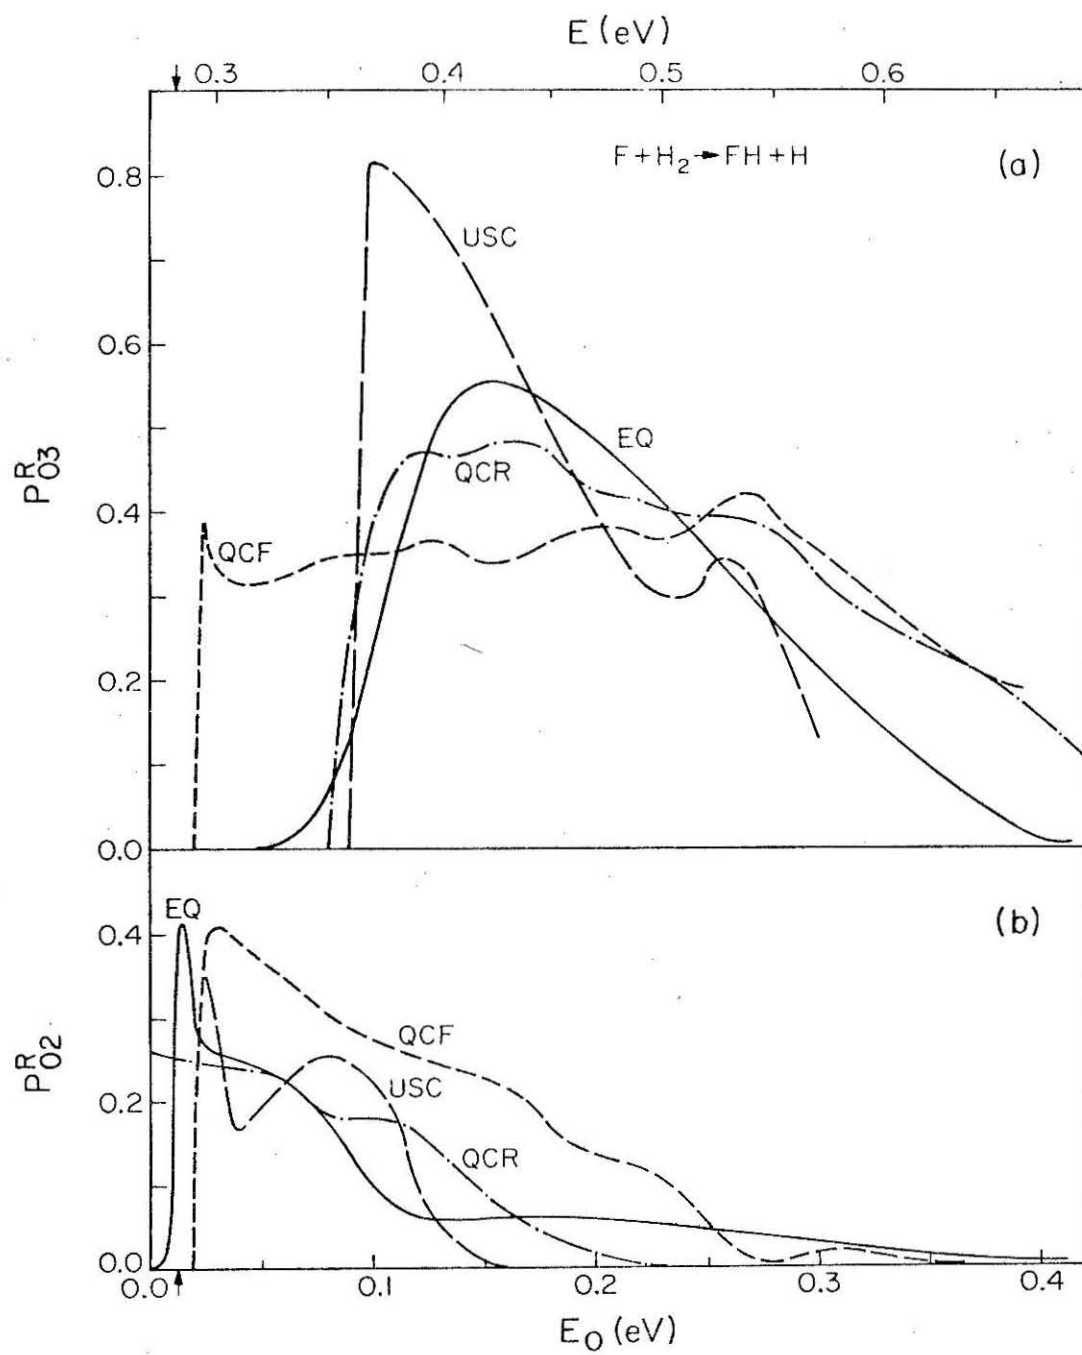 E (eV)
0.3 0.4 0.5 0.6
F + H₂ → FH + H (a)
0.8
USC
0.6
EQ
QCR
P^R_03
0.4
QCF
0.2
0.0
EQ (b)
0.4
QCF
P^R_02
USC
0.2
QCR
0.0
0.0 0.1 0.2 0.3 0.4
E₀ (eV)